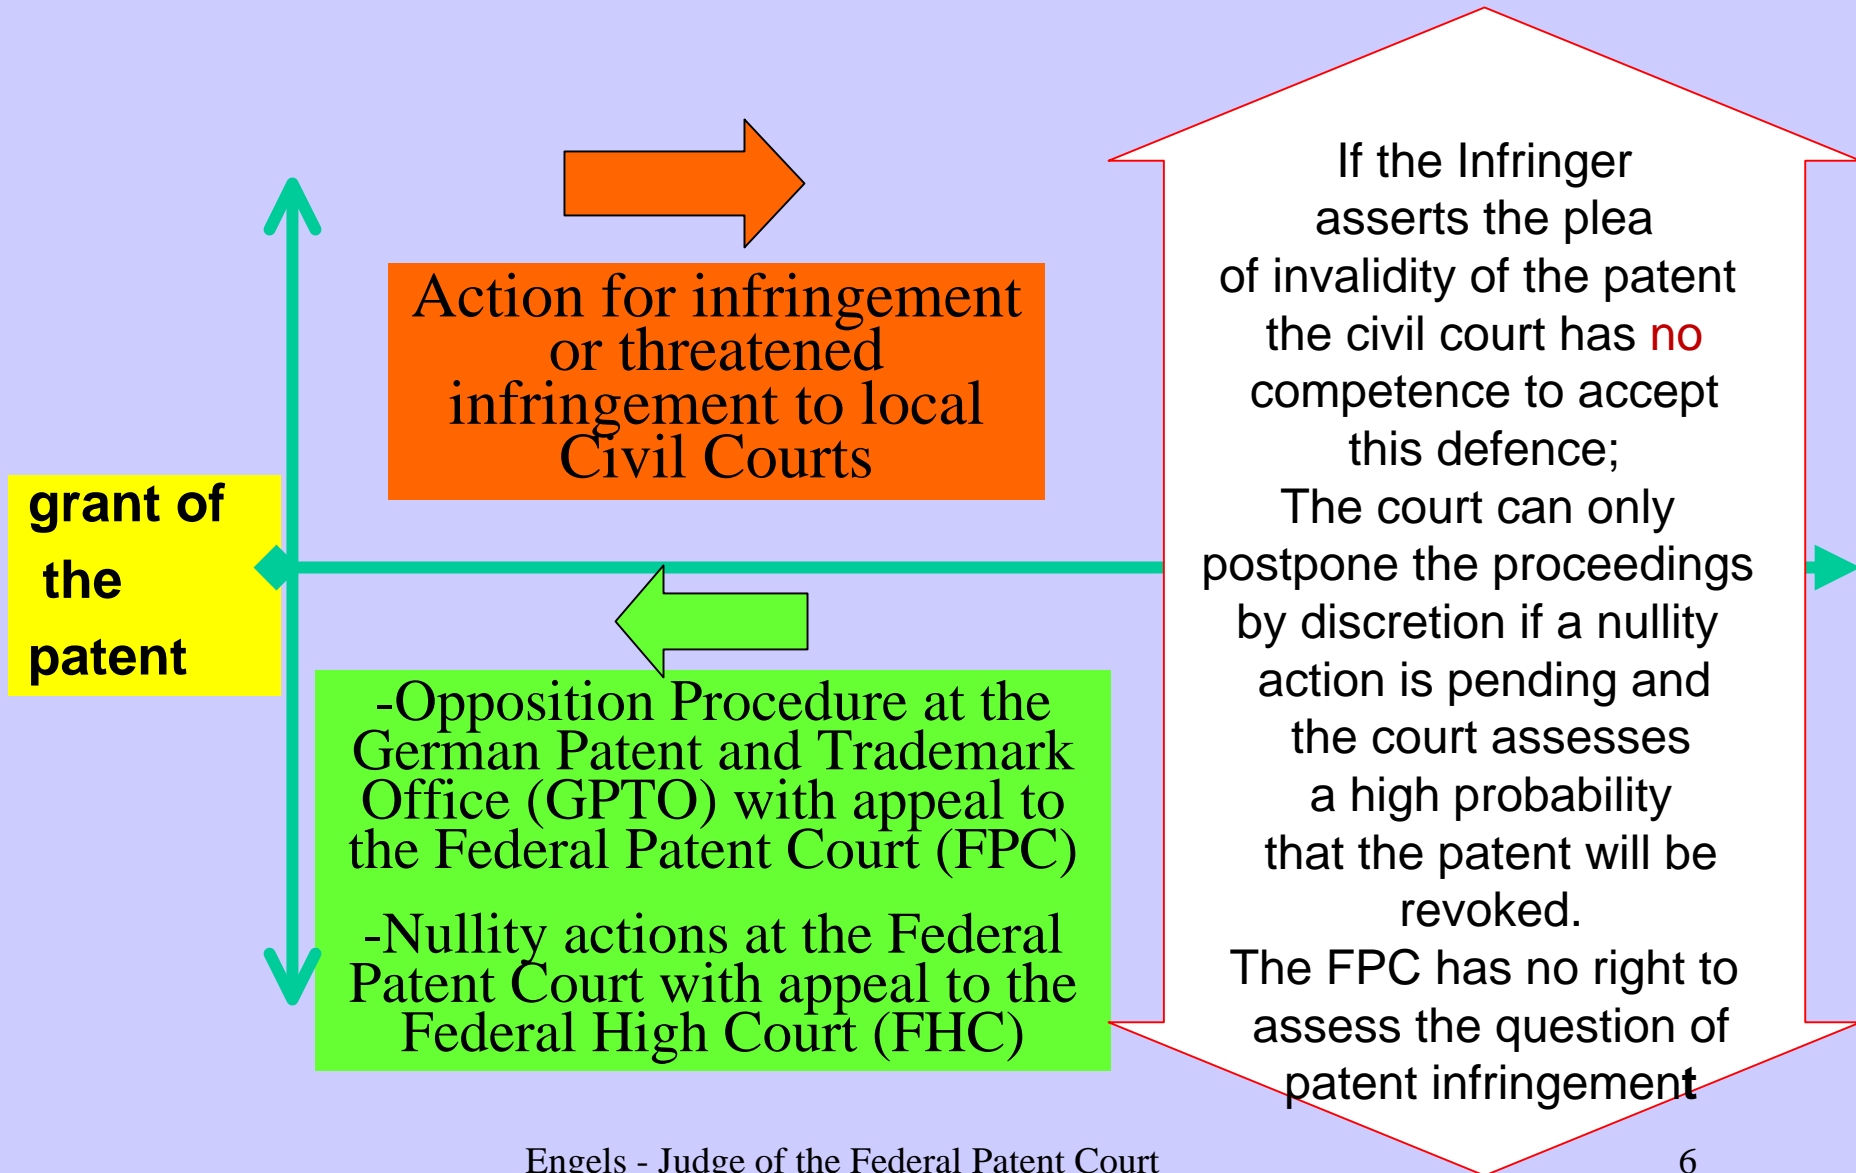 grant of
the
patent
Action for infringement
or threatened
infringement to local
Civil Courts
-Opposition Procedure at the
German Patent and Trademark
Office (GPTO) with appeal to
the Federal Patent Court (FPC)
-Nullity actions at the Federal
Patent Court with appeal to the
Federal High Court (FHC)
If the Infringer
asserts the plea
of invalidity of the patent
the civil court has no
competence to accept
this defence;
The court can only
postpone the proceedings
by discretion if a nullity
action is pending and
the court assesses
a high probability
that the patent will be
revoked.
The FPC has no right to
assess the question of
patent infringement
Engels - Judge of the Federal Patent Court
6